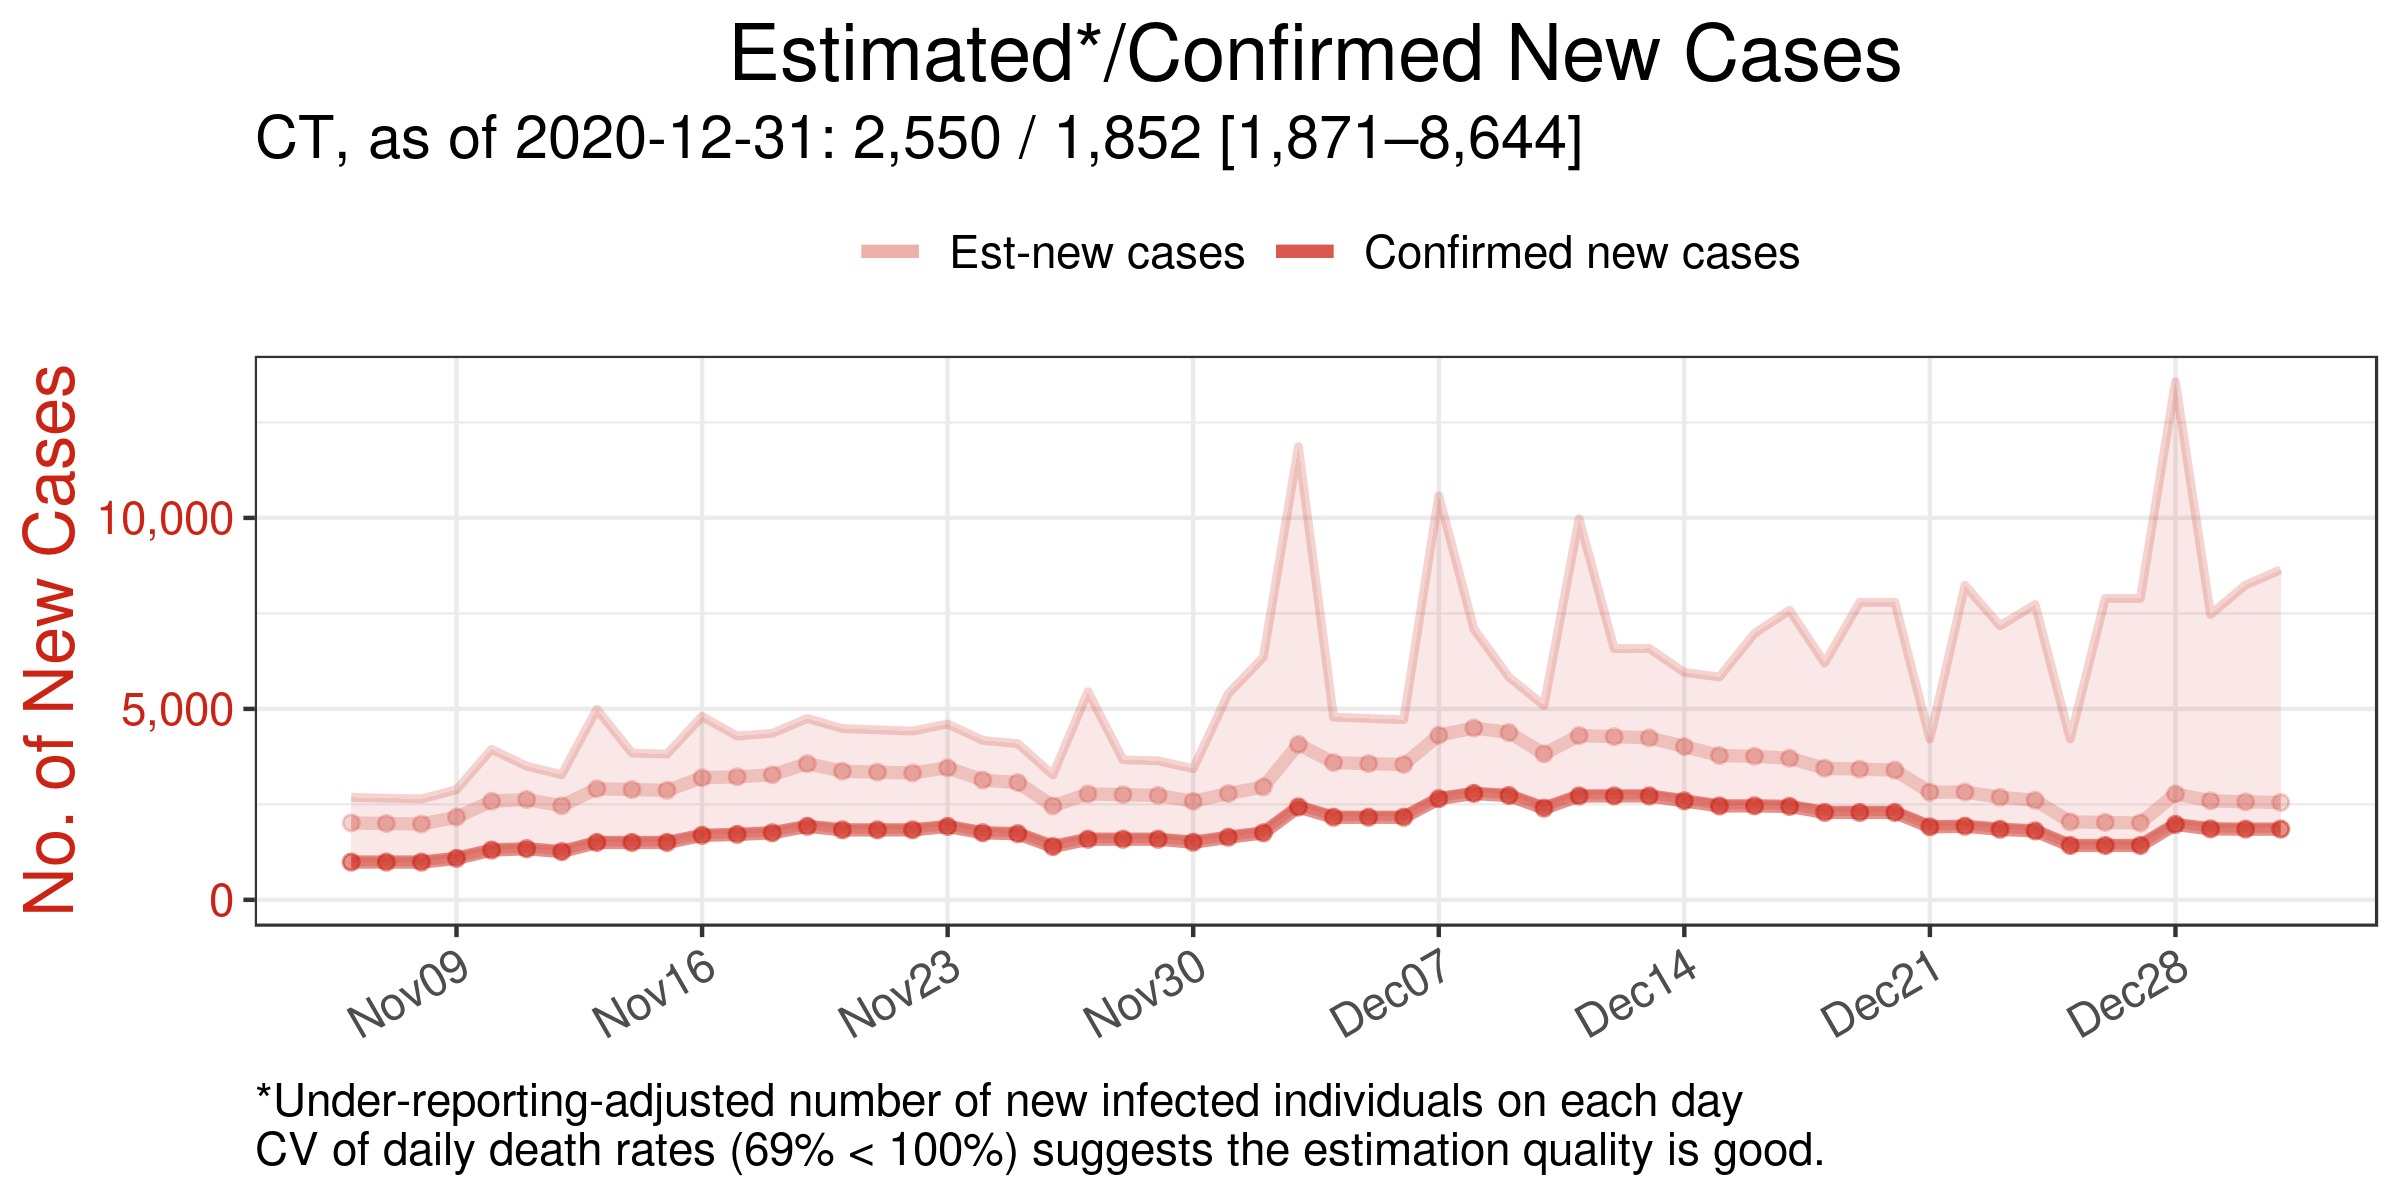 Estimated*/Confirmed New Cases
CT, as of 2020-12-31: 2,550 / 1,852 [1,871–8,644]
Est-new cases Confirmed new cases
No. of New Cases
10,000
5,000
0
Nov09 Nov16 Nov23 Nov30 Dec07 Dec14 Dec21 Dec28
*Under-reporting-adjusted number of new infected individuals on each day
CV of daily death rates (69% < 100%) suggests the estimation quality is good.